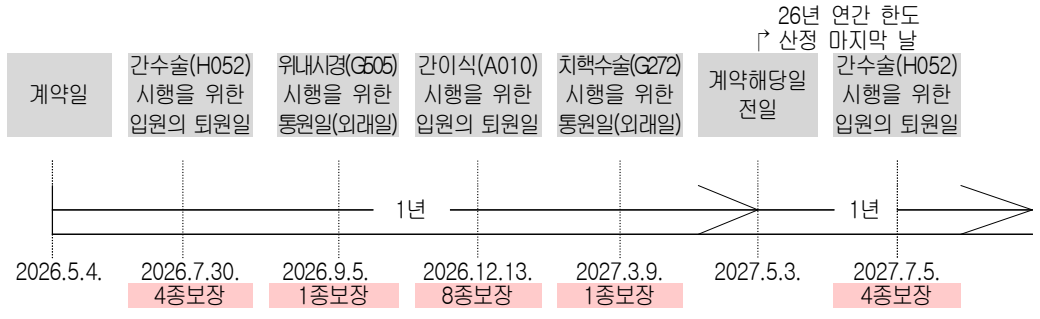 26년 연간 한도
산정 마지막 날
계약일
간수술(H052)
시행을 위한
입원의 퇴원일
위내시경(G505)
시행을 위한
통원일(외래일)
간이식(A010)
시행을 위한
입원의 퇴원일
치핵수술(G272)
시행을 위한
통원일(외래일)
계약해당일
전일
간수술(H052)
시행을 위한
입원의 퇴원일
1년
1년
2026.5.4.
2026.7.30.
2026.9.5.
2026.12.13.
2027.3.9.
2027.5.3.
2027.7.5.
4종보장
1종보장
8종보장
1종보장
4종보장